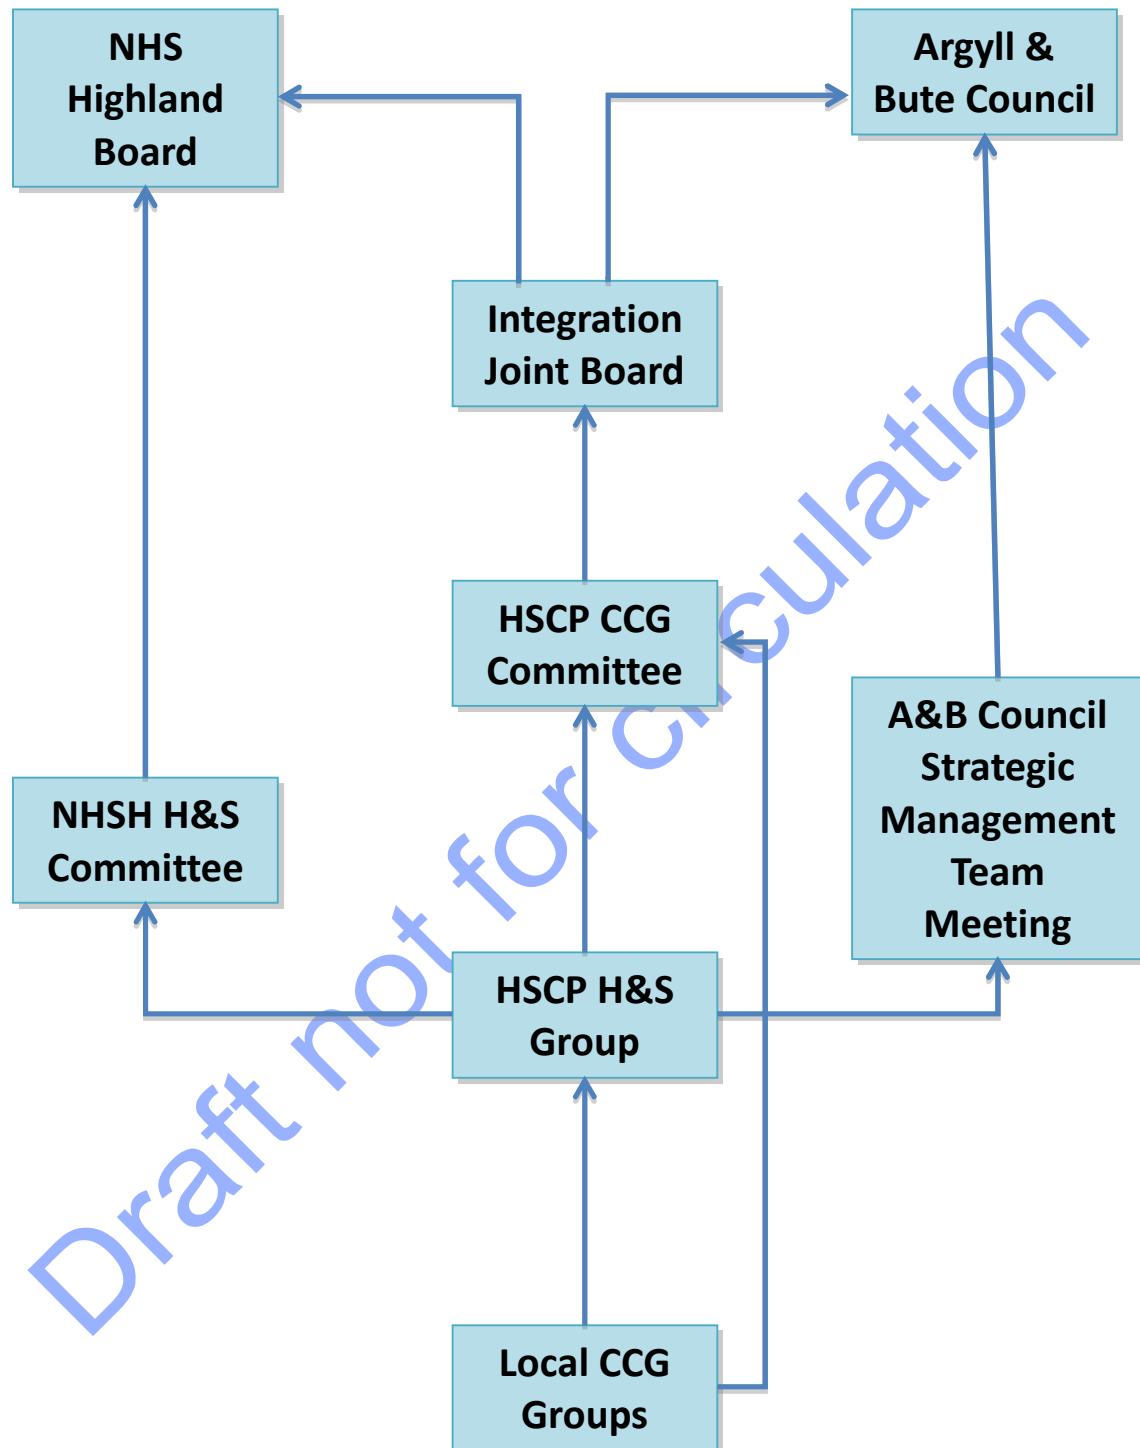 NHS
Highland
Board
Argyll &
Bute Council
Integration
Joint Board
HSCP CCG
Committee
A&B Council
Strategic
Management
Team
Meeting
NHSH H&S
Committee
HSCP H&S
Group
Local CCG
Groups
Draft not for circulation